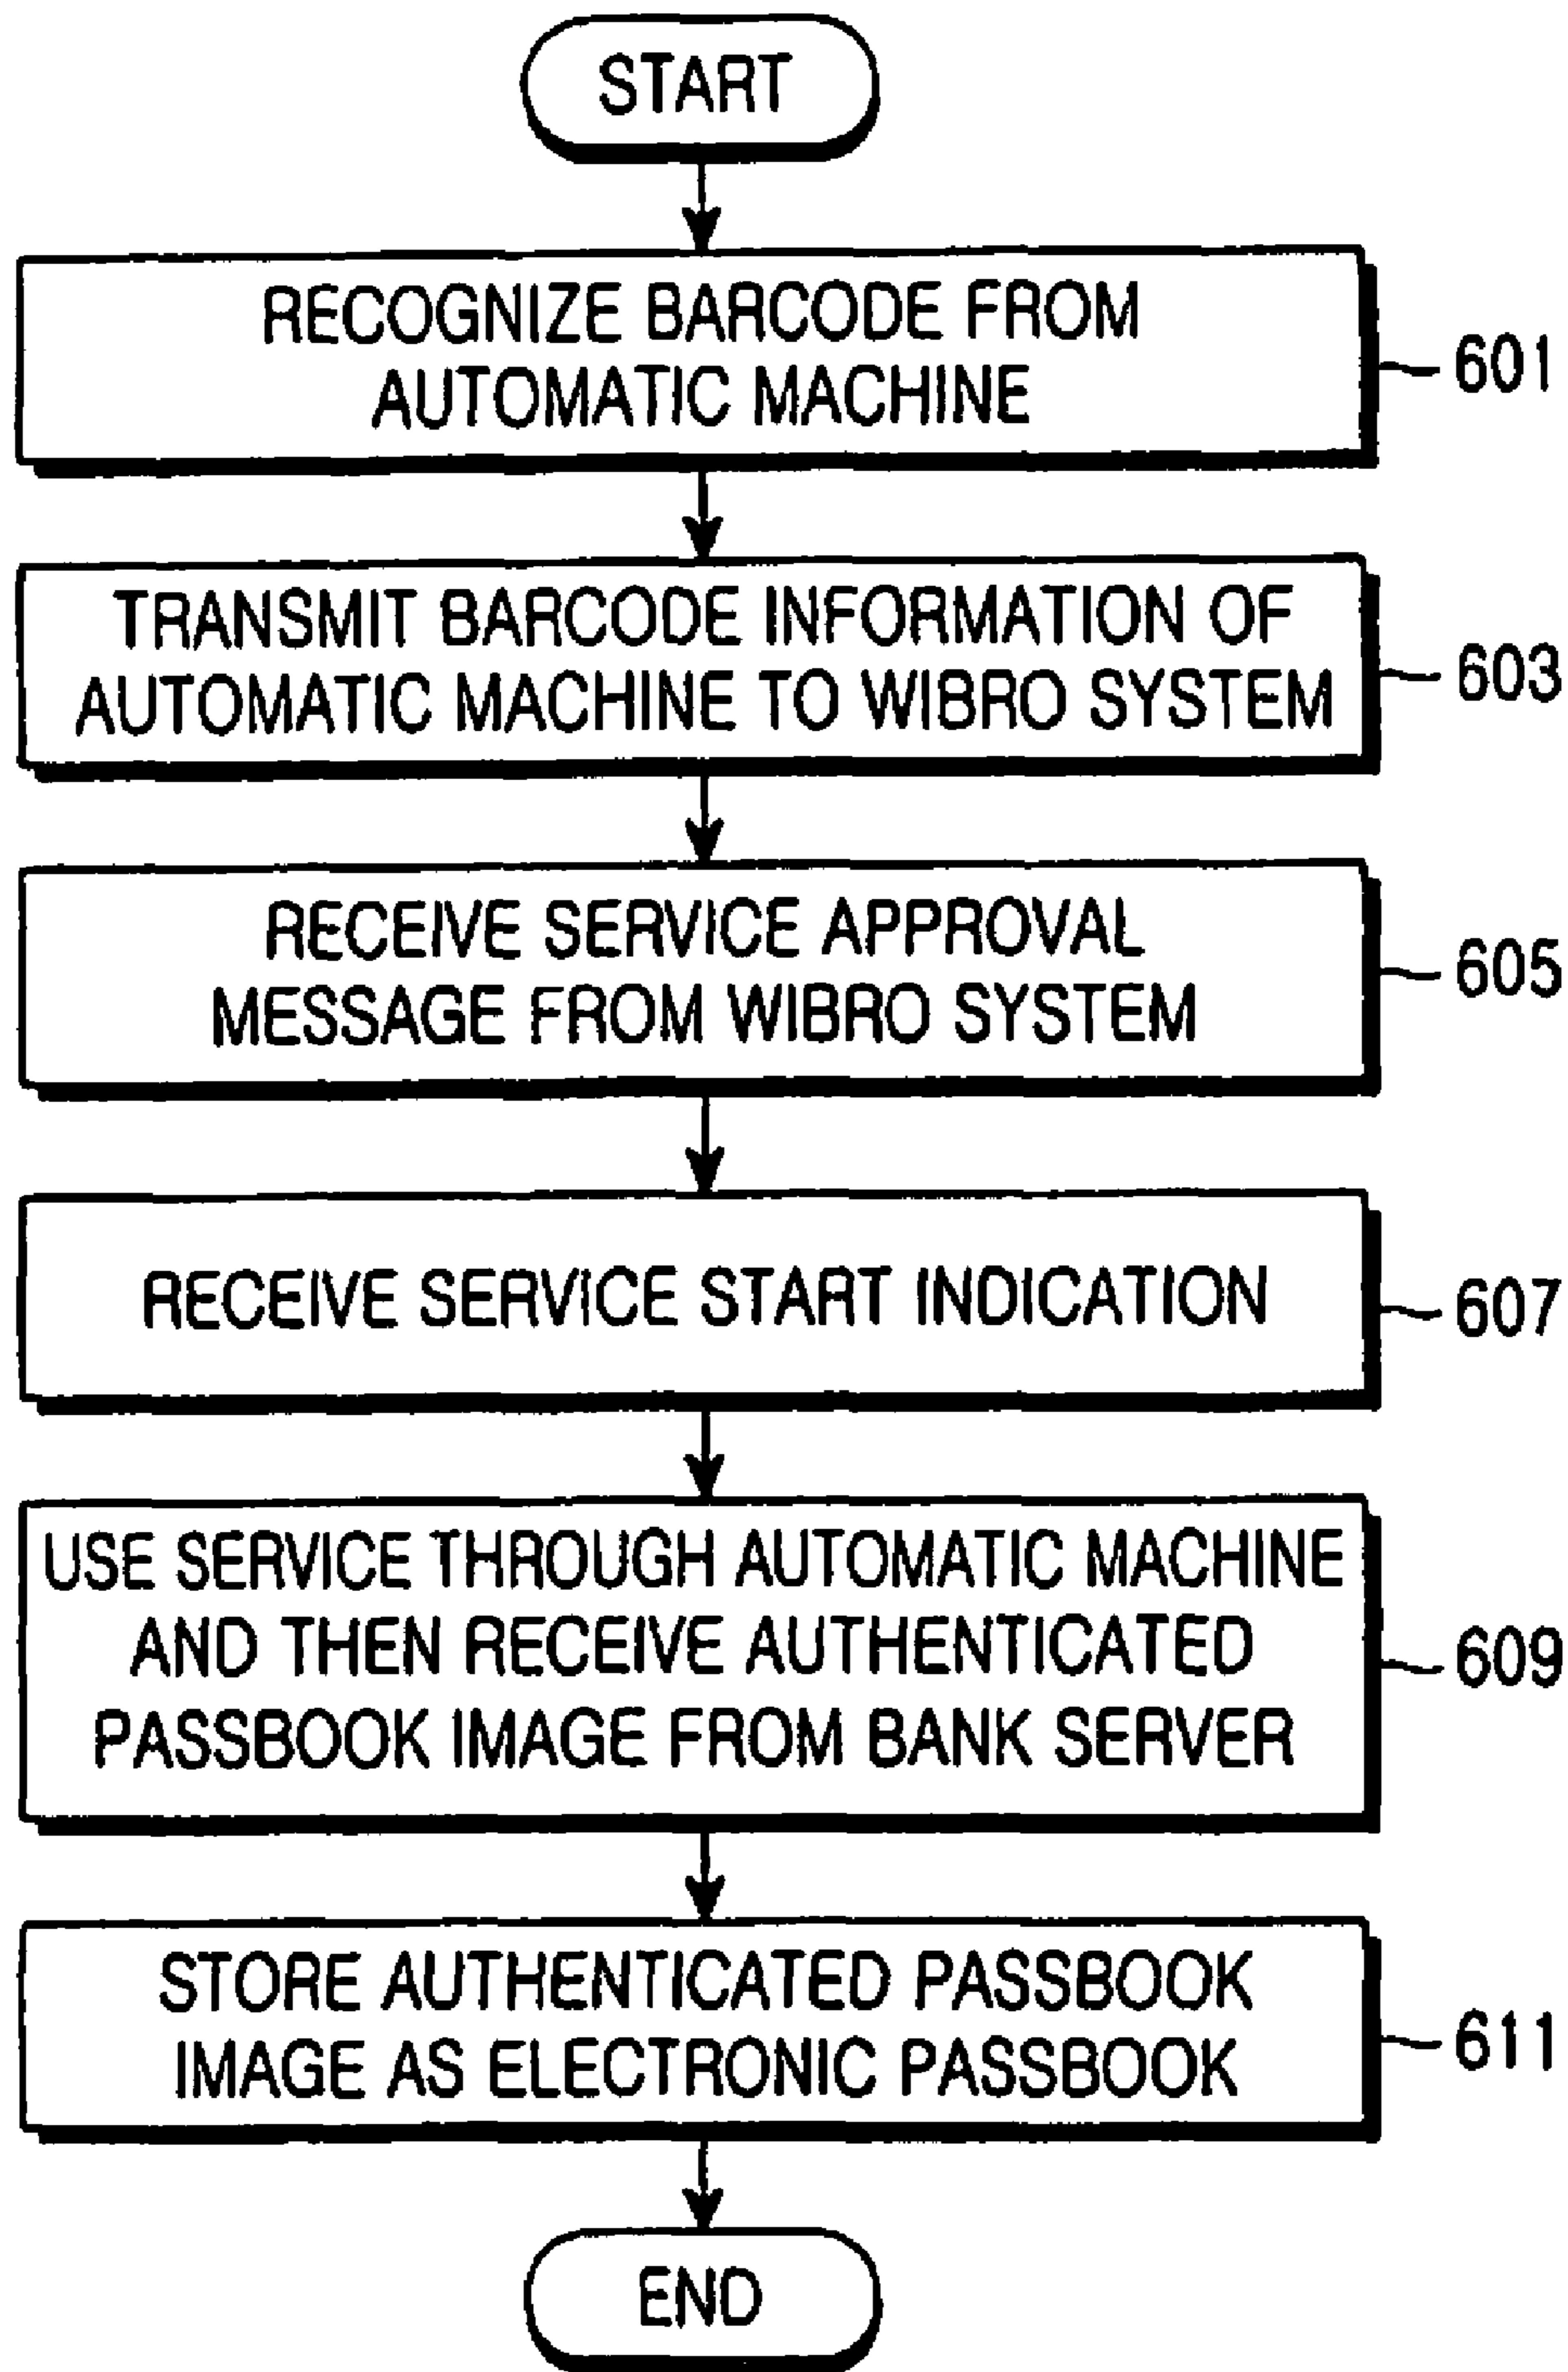 START
RECOGNIZE BARCODE FROM
AUTOMATIC MACHINE
601
TRANSMIT BARCODE INFORMATION OF
AUTOMATIC MACHINE TO WIBRO SYSTEM
603
RECEIVE SERVICE APPROVAL
MESSAGE FROM WIBRO SYSTEM
605
RECEIVE SERVICE START INDICATION
607
USE SERVICE THROUGH AUTOMATIC MACHINE
AND THEN RECEIVE AUTHENTICATED
PASSBOOK IMAGE FROM BANK SERVER
609
STORE AUTHENTICATED PASSBOOK
IMAGE AS ELECTRONIC PASSBOOK
611
END